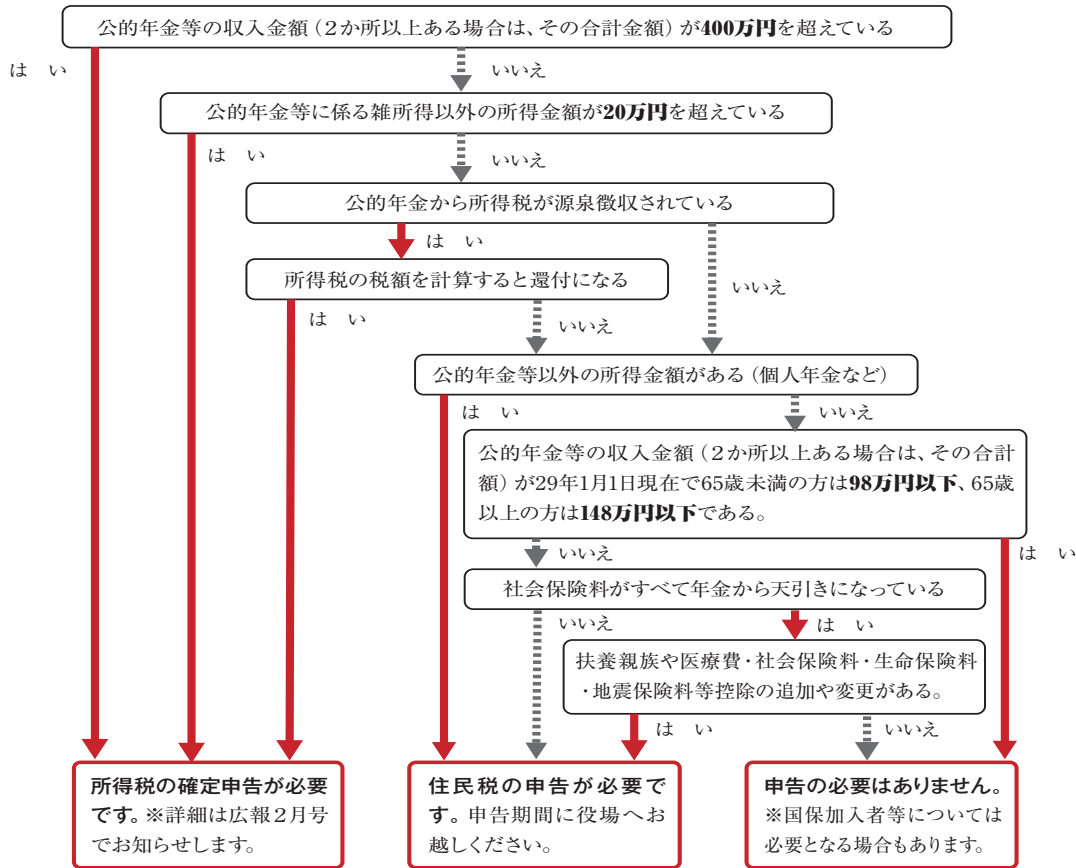 公的年金等の収入金額（２か所以上ある場合は、その合計金額）が400万円を超えている
は い
いいえ
公的年金等に係る雑所得以外の所得金額が20万円を超えている
は い
いいえ
公的年金から所得税が源泉徴収されている
は い
いいえ
所得税の税額を計算すると還付になる
は い
いいえ
公的年金等以外の所得金額がある（個人年金など）
は い
いいえ
公的年金等の収入金額（２か所以上ある場合は、その合計
額）が29年1月1日現在で65歳未満の方は98万円以下、65歳
以上の方は148万円以下である。
いいえ
は い
社会保険料がすべて年金から天引きになっている
いいえ
は い
扶養親族や医療費・社会保険料・生命保険料
・地震保険料等控除の追加や変更がある。
は い
いいえ
所得税の確定申告が必要
です。※詳細は広報２月号
でお知らせします。
住民税の申告が必要で
す。申告期間に役場へお
越しください。
申告の必要はありません。
※国保加入者等については
必要となる場合もあります。